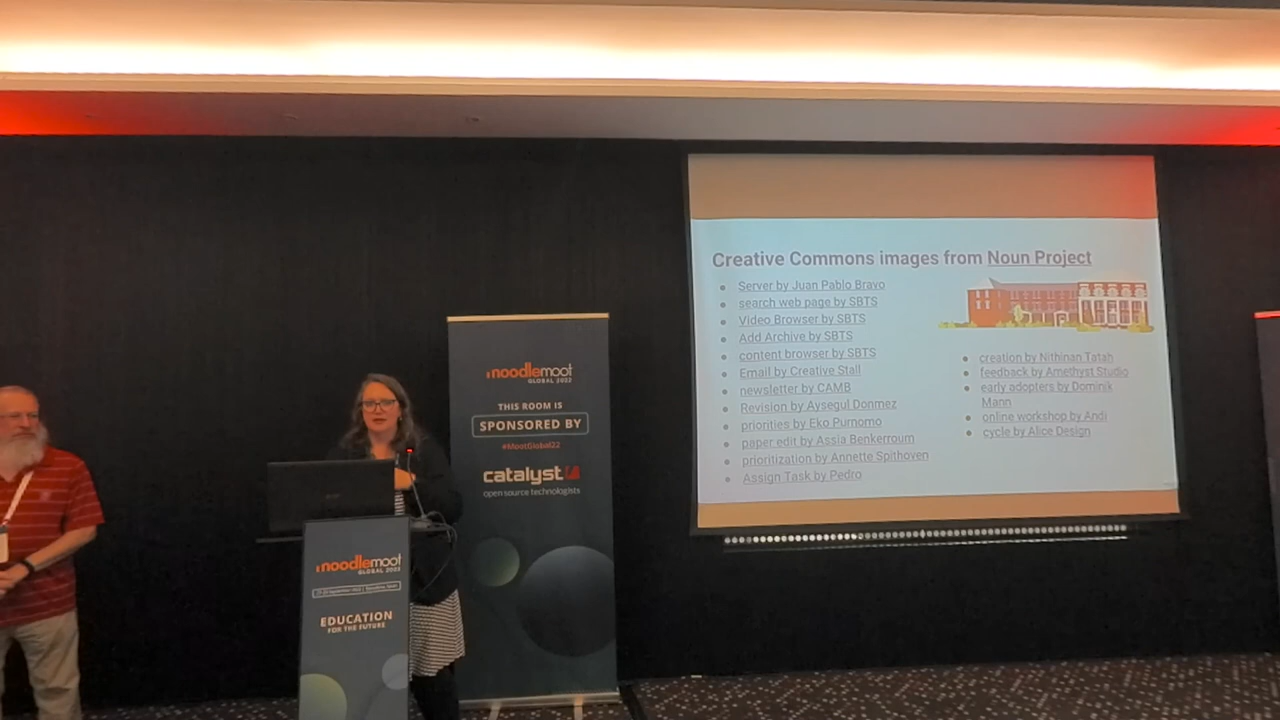 Creative Commons images from Noun Project
Server by Juan Pablo Bravo
search web page by SBTS
Video Browser by SBTS
Add Archive by SBTS
content browser by SBTS
Email by Creative Stall
newsletter by CAMB
Revision by Aysegul Donmez
priorities by Eko Purnomo
paper edit by Assia Benkerroum
prioritization by Annette Spithoven
Assign Task by Pedro
creation by Nithinan Tatah
feedback by Amethyst Studio
early adopters by Dominik
Mann
online workshop by Andi
cycle by Alice Design
moodlemoot
GLOBAL 2022
THIS ROOM IS
SPONSORED BY
#MootGlobal22
catalyst
open source technologists
moodlemoot
GLOBAL 2022
EDUCATION
FOR THE FUTURE